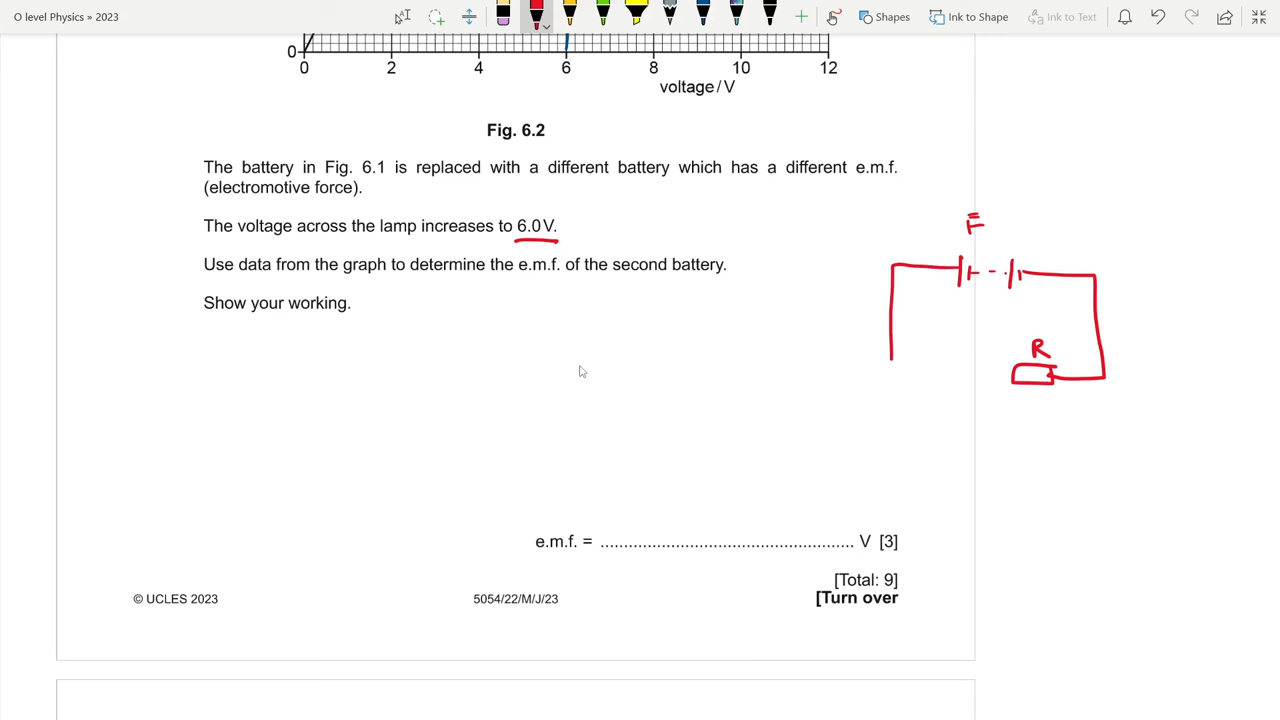 O level Physics » 2023
Shapes
Ink to Shape
Ink to Text
0
0 2 4 6 8 10 12
voltage / V
Fig. 6.2
The battery in Fig. 6.1 is replaced with a different battery which has a different e.m.f.
(electromotive force).
The voltage across the lamp increases to 6.0 V.
Use data from the graph to determine the e.m.f. of the second battery.
Show your working.
R
e.m.f. = ...................................................... V [3]
[Total: 9]
© UCLES 2023
5054/22/M/J/23
[Turn over